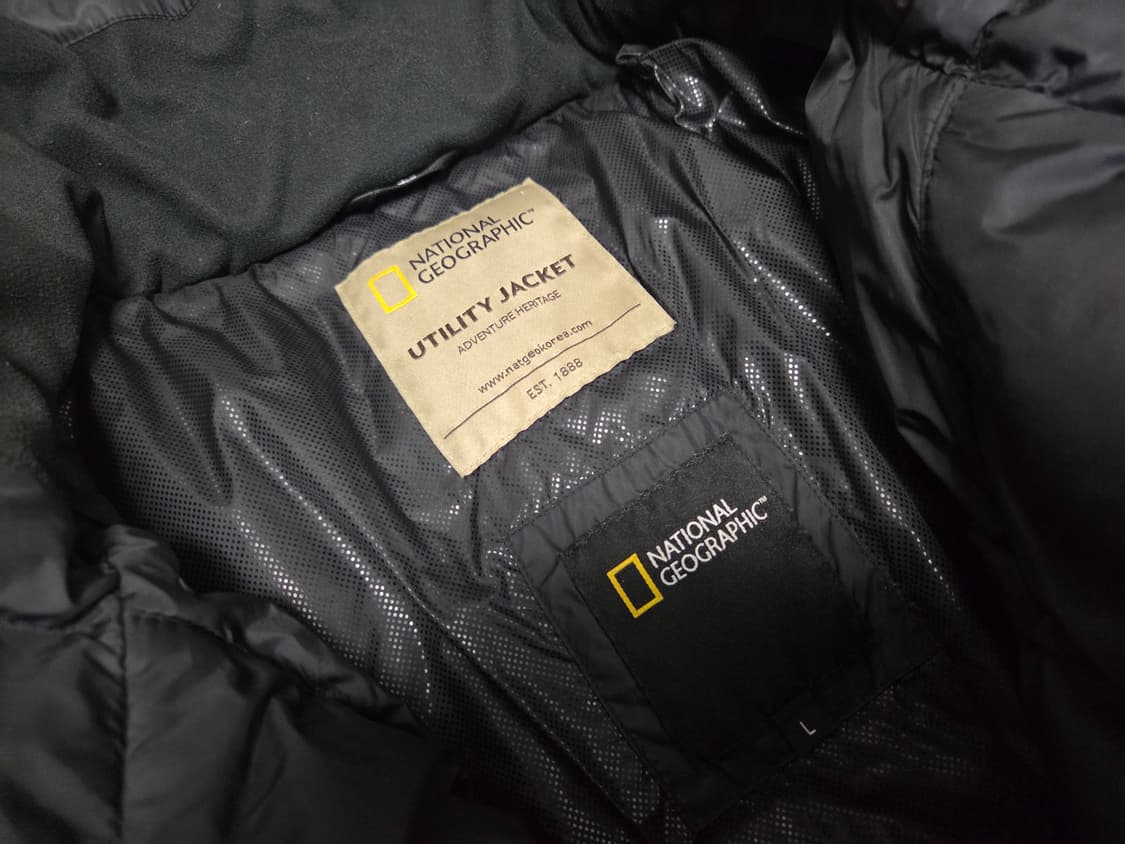 NATIONAL
GEOGRAPHIC™
UTILITY JACKET
ADVENTURE HERITAGE
www.natgeokorea.com
EST. 1888
NATIONAL
GEOGRAPHIC™
L